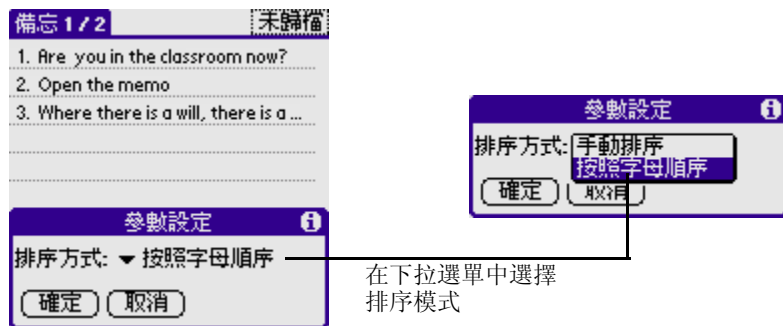 備忘 1 / 2 未歸檔
1. Are you in the classroom now?
2. Open the memo
3. Where there is a will, there is a ...
參數設定
排序方式: 按照字母順序
確定 取消
參數設定
排序方式: 手動排序
按照字母順序
確定 取消
在下拉選單中選擇
排序模式